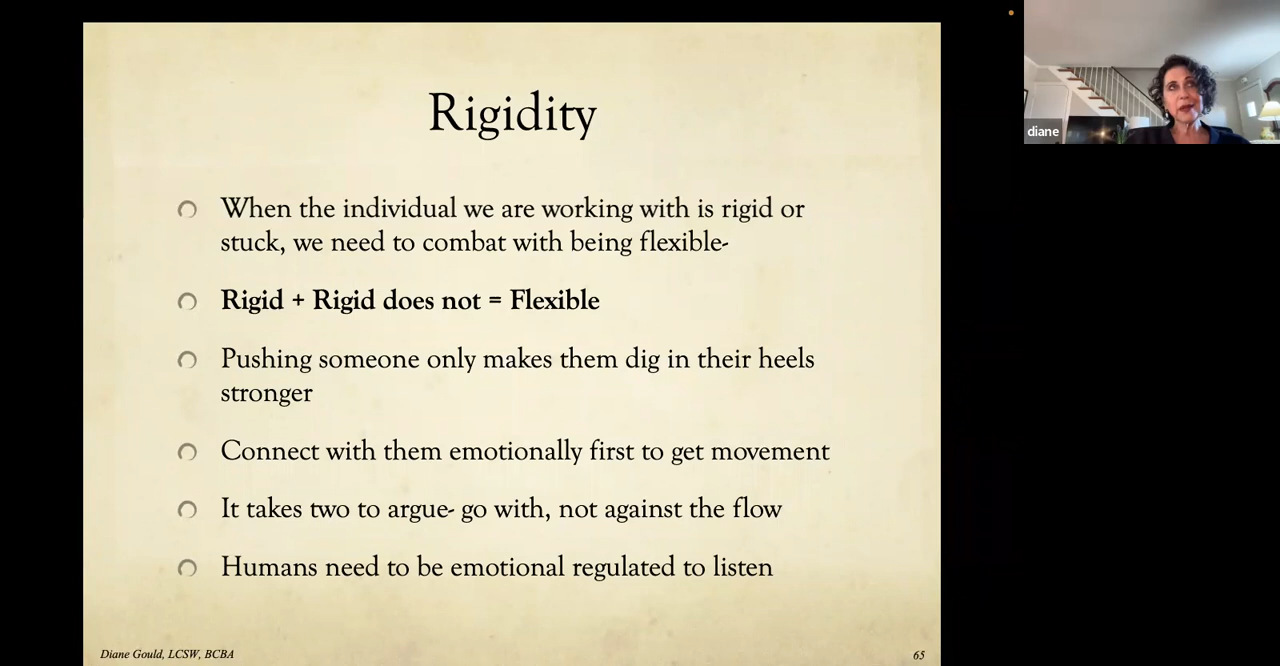 Rigidity
When the individual we are working with is rigid or
stuck, we need to combat with being flexible-
Rigid + Rigid does not = Flexible
Pushing someone only makes them dig in their heels
stronger
Connect with them emotionally first to get movement
It takes two to argue- go with, not against the flow
Humans need to be emotional regulated to listen
Diane Gould, LCSW, BCBA
65
diane